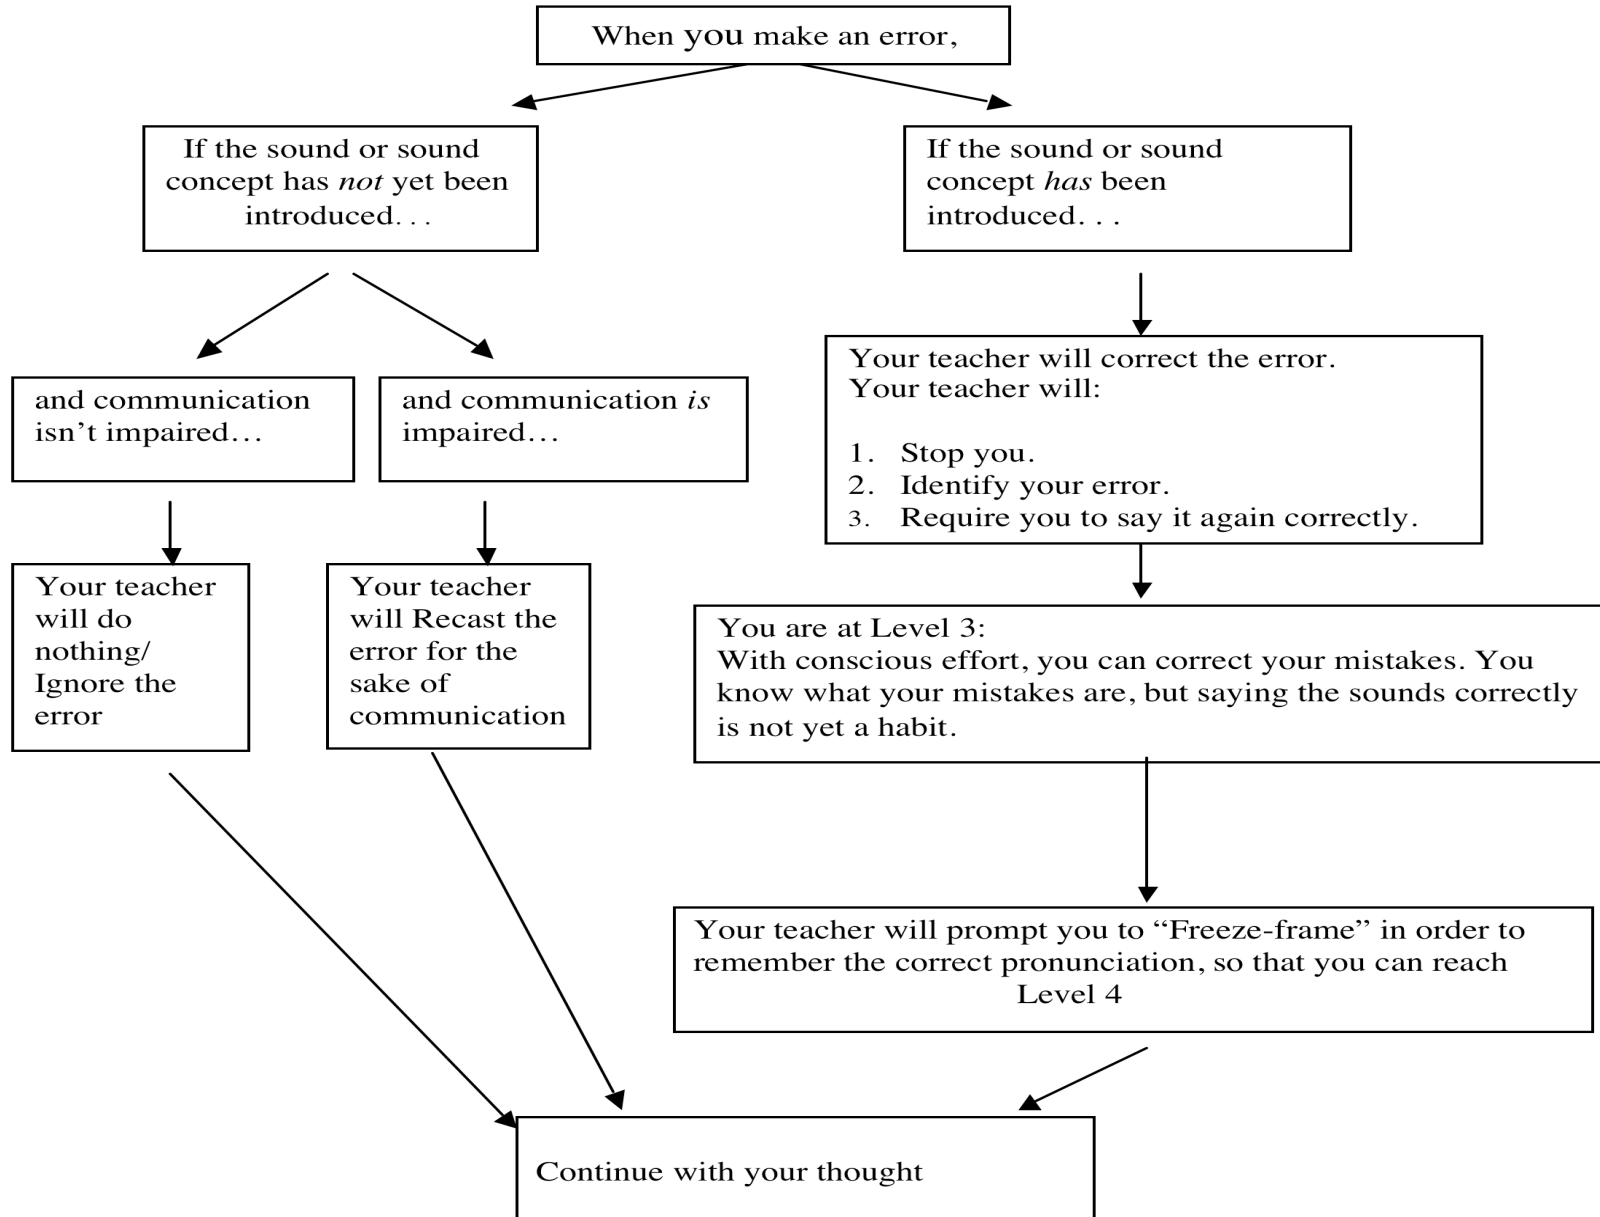 When you make an error,
If the sound or sound
concept has not yet been
introduced. . .
If the sound or sound
concept has been
introduced. . .
and communication
isn’t impaired…
and communication is
impaired…
Your teacher will correct the error.
Your teacher will:
1. Stop you.
2. Identify your error.
3. Require you to say it again correctly.
Your teacher
will do
nothing/
Ignore the
error
Your teacher
will Recast the
error for the
sake of
communication
You are at Level 3:
With conscious effort, you can correct your mistakes. You
know what your mistakes are, but saying the sounds correctly
is not yet a habit.
Your teacher will prompt you to “Freeze-frame” in order to
remember the correct pronunciation, so that you can reach
Level 4
Continue with your thought